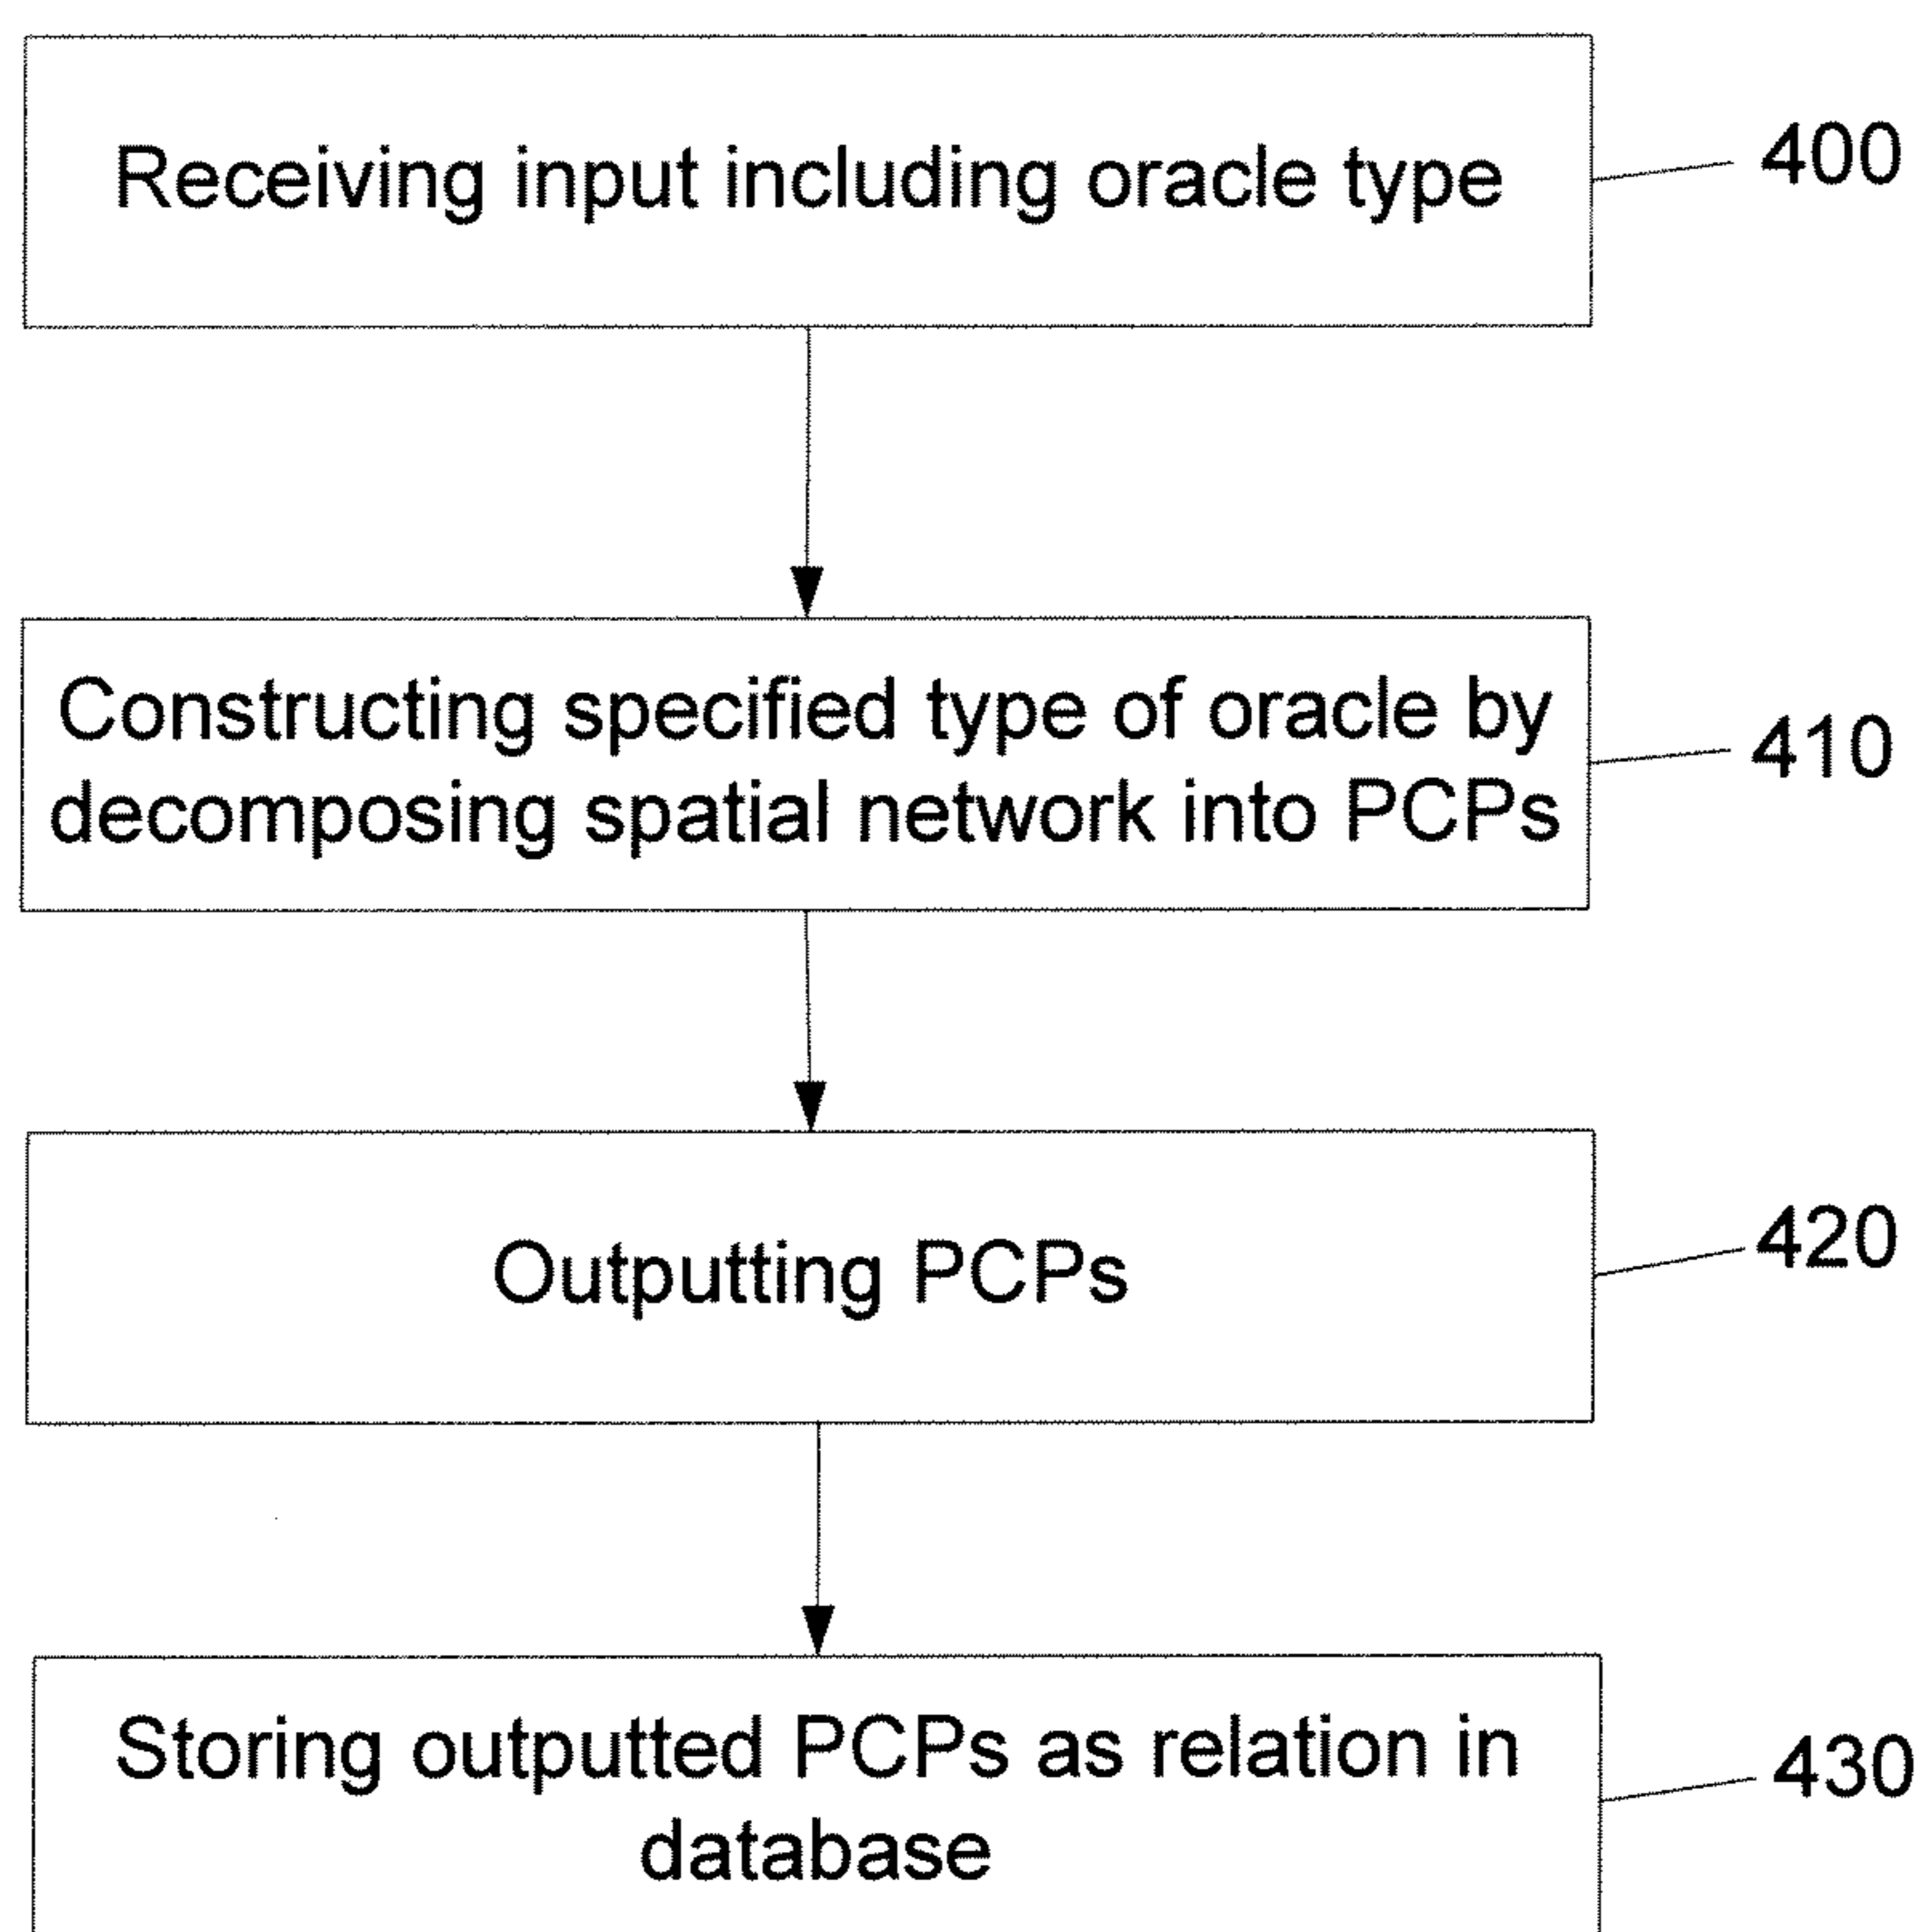 Receiving input including oracle type
400
Constructing specified type of oracle by
decomposing spatial network into PCPs
410
Outputting PCPs
420
Storing outputted PCPs as relation in
database
430